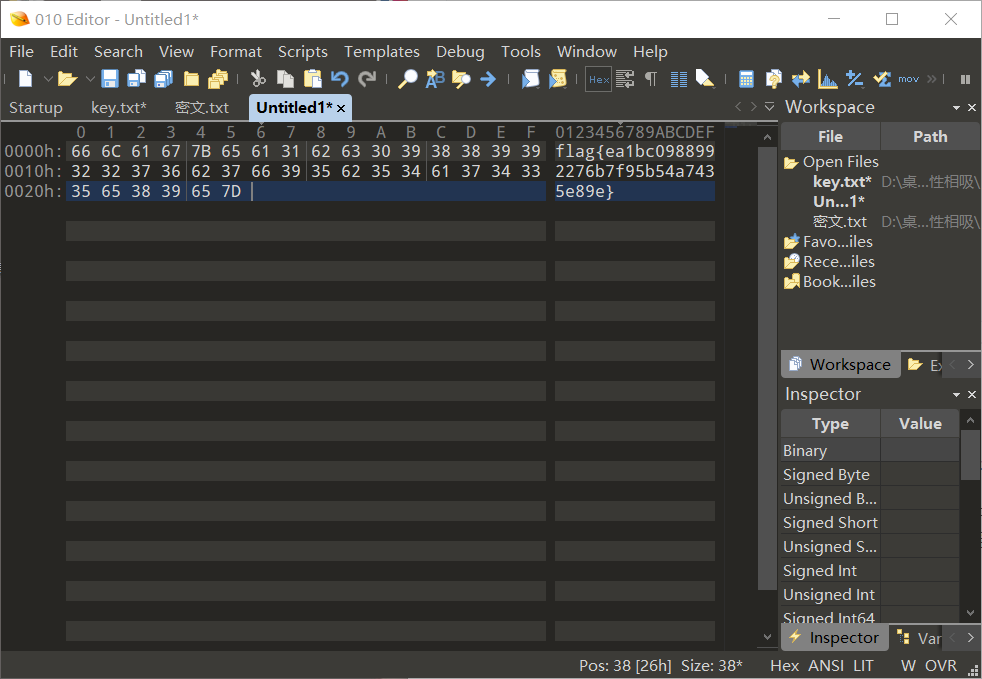 010 Editor - Untitled1*
File Edit Search View Format Scripts Templates Debug Tools Window Help
Hex mov »
Startup key.txt* 密文.txt Untitled1* ×
Workspace
0 1 2 3 4 5 6 7 8 9 A B C D E F 0123456789ABCDEF
0000h: 66 6C 61 67 7B 65 61 31 62 63 30 39 38 38 39 39 flag{ea1bc098899
0010h: 32 32 37 36 62 37 66 39 35 62 35 34 61 37 34 33 2276b7f95b54a743
0020h: 35 65 38 39 65 7D 5e89e}
File Path
Open Files
key.txt* D:\桌...性相吸\
Un...1*
密文.txt D:\桌...性相吸\
Favo...iles
Rece...iles
Book...iles
Workspace Ex
Inspector
Type Value
Binary
Signed Byte
Unsigned B...
Signed Short
Unsigned S...
Signed Int
Unsigned Int
Signed Int64
Inspector Var
Pos: 38 [26h] Size: 38* Hex ANSI LIT W OVR